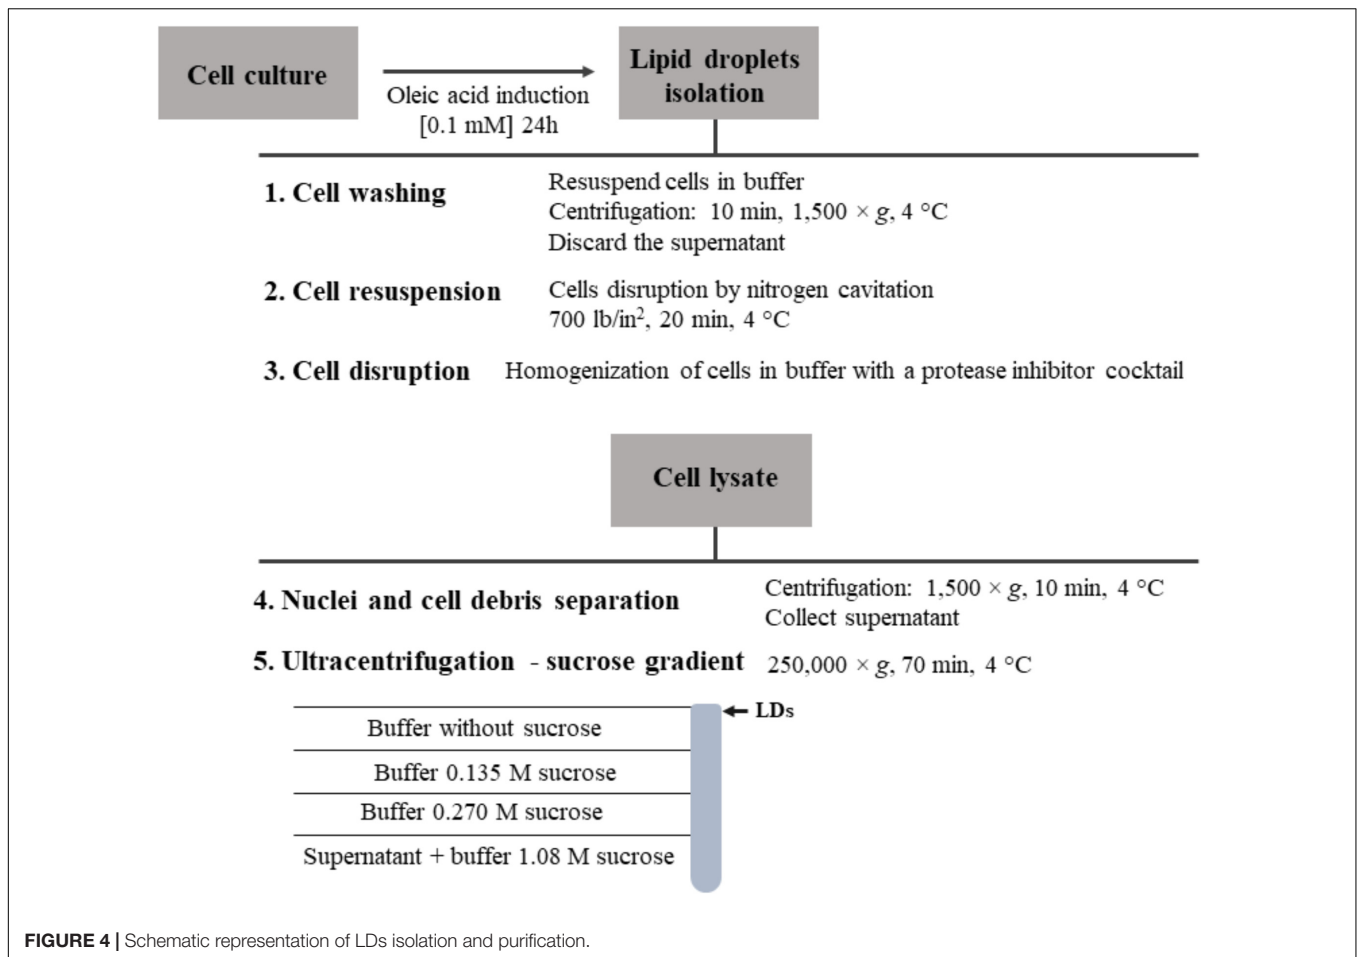 Cell culture
Oleic acid induction
[0.1 mM] 24h
Lipid droplets
isolation
1. Cell washing
Resuspend cells in buffer
Centrifugation: 10 min, 1,500 × g, 4 °C
Discard the supernatant
2. Cell resuspension
Cells disruption by nitrogen cavitation
700 lb/in², 20 min, 4 °C
3. Cell disruption
Homogenization of cells in buffer with a protease inhibitor cocktail
Cell lysate
4. Nuclei and cell debris separation
Centrifugation: 1,500 × g, 10 min, 4 °C
Collect supernatant
5. Ultracentrifugation - sucrose gradient
250,000 × g, 70 min, 4 °C
LDs
Buffer without sucrose
Buffer 0.135 M sucrose
Buffer 0.270 M sucrose
Supernatant + buffer 1.08 M sucrose
FIGURE 4 | Schematic representation of LDs isolation and purification.